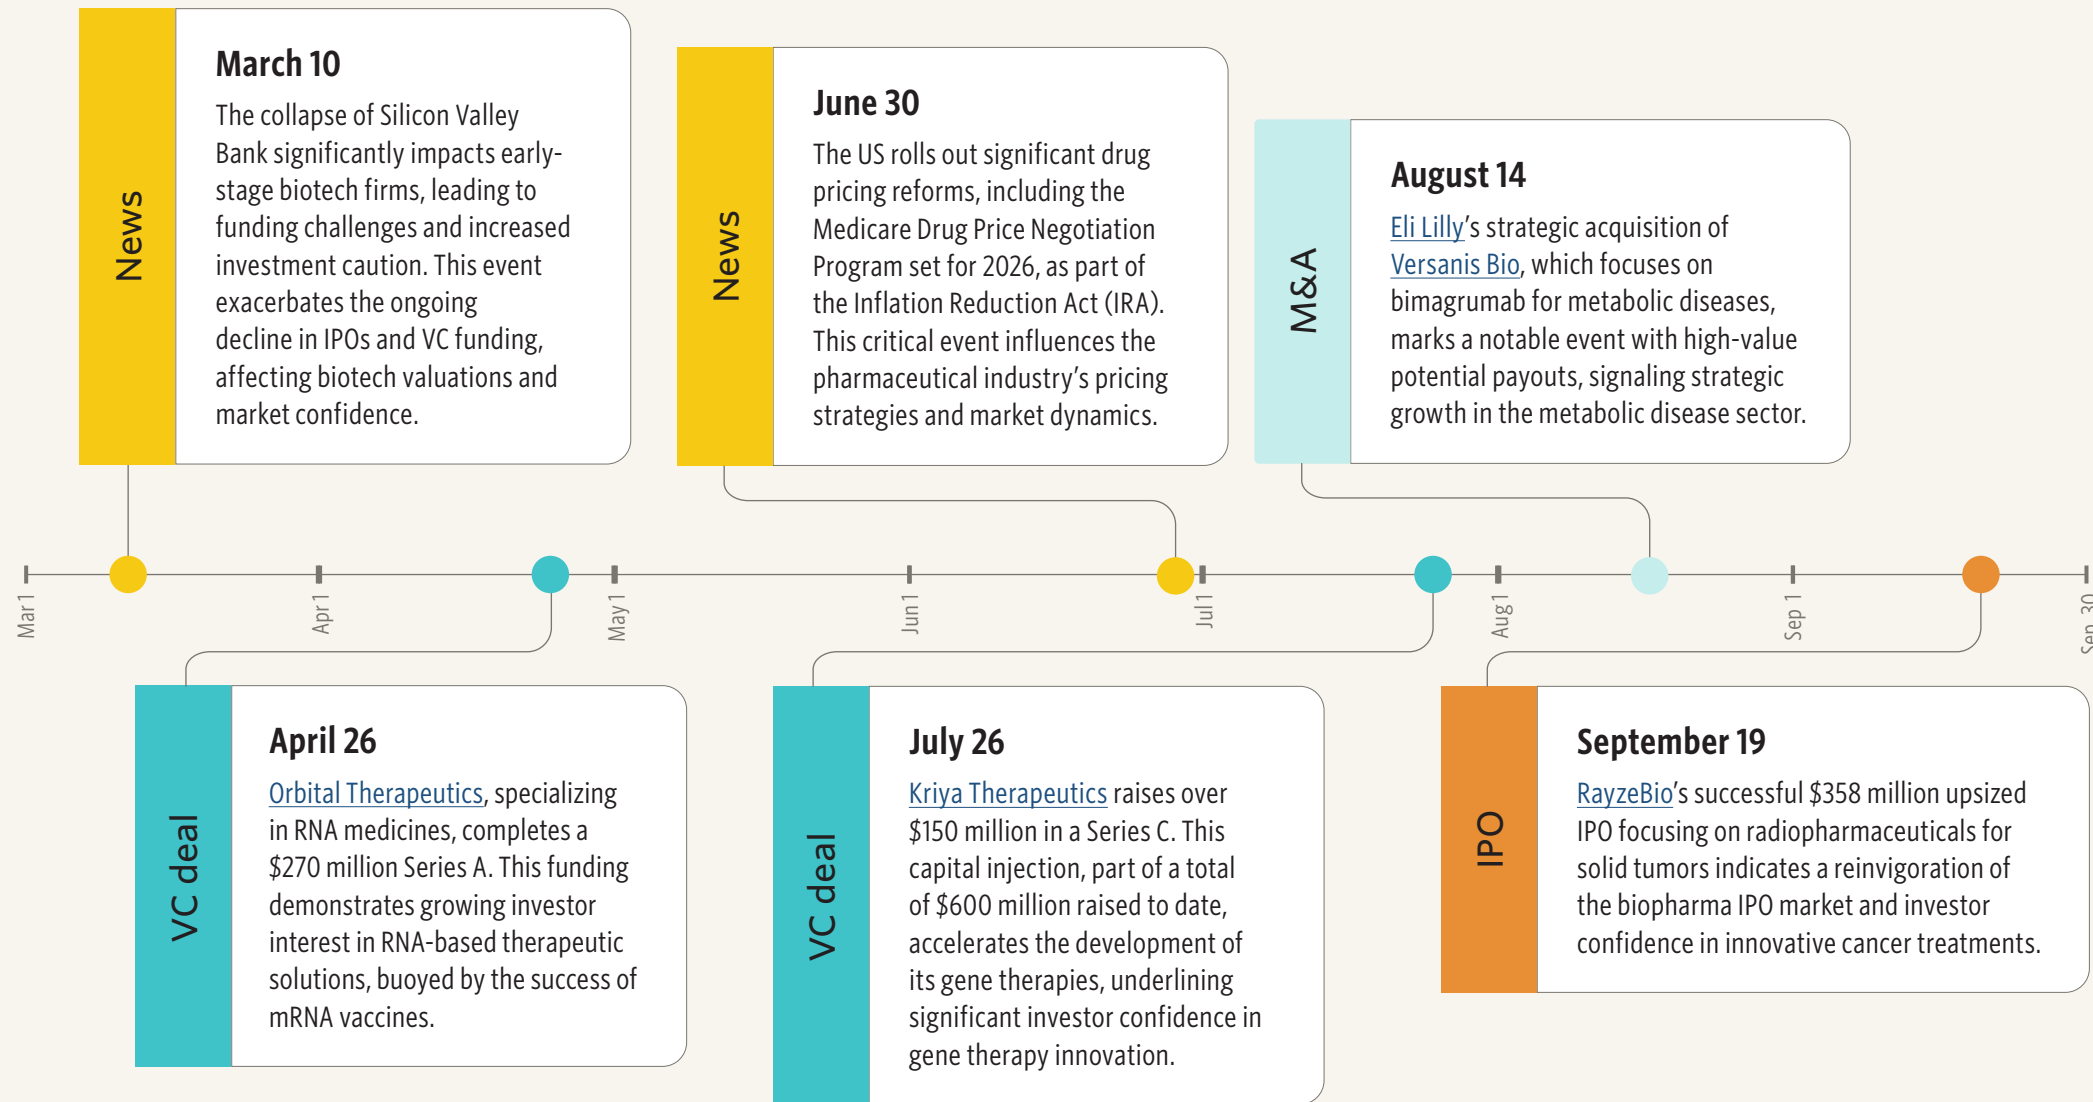 News
March 10
The collapse of Silicon Valley
Bank significantly impacts early-
stage biotech firms, leading to
funding challenges and increased
investment caution. This event
exacerbates the ongoing
decline in IPOs and VC funding,
affecting biotech valuations and
market confidence.
News
June 30
The US rolls out significant drug
pricing reforms, including the
Medicare Drug Price Negotiation
Program set for 2026, as part of
the Inflation Reduction Act (IRA).
This critical event influences the
pharmaceutical industry's pricing
strategies and market dynamics.
M&A
August 14
Eli Lilly's strategic acquisition of
Versanis Bio, which focuses on
bimagrumab for metabolic diseases,
marks a notable event with high-value
potential payouts, signaling strategic
growth in the metabolic disease sector.
Mar 1
Apr 1
May 1
Jun 1
Jul 1
Aug 1
Sep 1
Sep 30
VC deal
April 26
Orbital Therapeutics, specializing
in RNA medicines, completes a
$270 million Series A. This funding
demonstrates growing investor
interest in RNA-based therapeutic
solutions, buoyed by the success of
mRNA vaccines.
VC deal
July 26
Kriya Therapeutics raises over
$150 million in a Series C. This
capital injection, part of a total
of $600 million raised to date,
accelerates the development of
its gene therapies, underlining
significant investor confidence in
gene therapy innovation.
IPO
September 19
RayzeBio's successful $358 million upsized
IPO focusing on radiopharmaceuticals for
solid tumors indicates a reinvigoration of
the biopharma IPO market and investor
confidence in innovative cancer treatments.